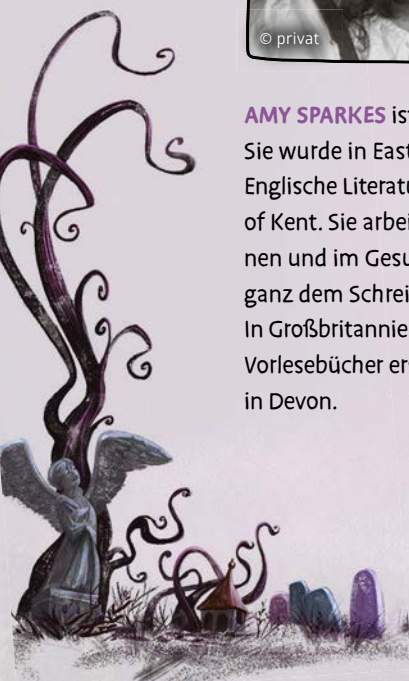 © privat
AMY SPARKES ist
Sie wurde in East
Englische Literatu
of Kent. Sie arbei
nen und im Gesu
ganz dem Schrei
In Großbritannie
Vorlesebücher er
in Devon.